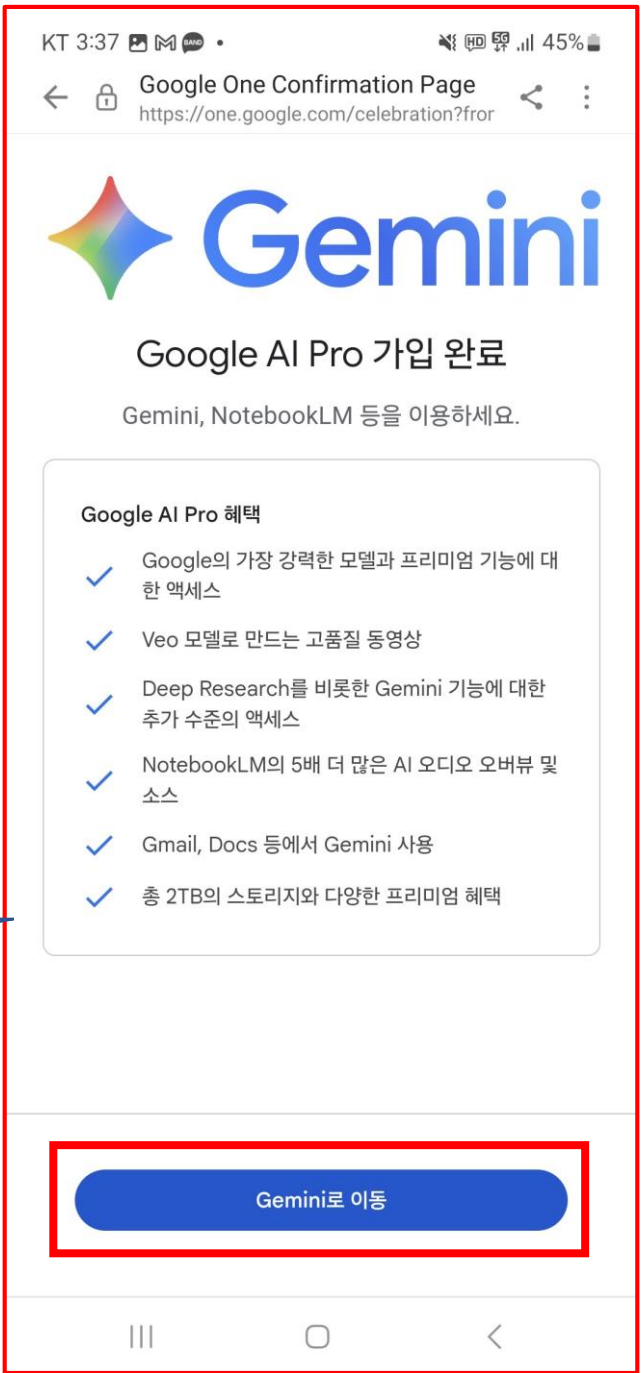 KT 3:37
BAND
HD 5G 45%
Google One Confirmation Page
https://one.google.com/celebration?fror
Gemini
Google AI Pro 가입 완료
Gemini, NotebookLM 등을 이용하세요.
Google AI Pro 혜택
Google의 가장 강력한 모델과 프리미엄 기능에 대
한 액세스
Veo 모델로 만드는 고품질 동영상
Deep Research를 비롯한 Gemini 기능에 대한
추가 수준의 액세스
NotebookLM의 5배 더 많은 AI 오디오 오버뷰 및
소스
Gmail, Docs 등에서 Gemini 사용
총 2TB의 스토리지와 다양한 프리미엄 혜택
Gemini로 이동